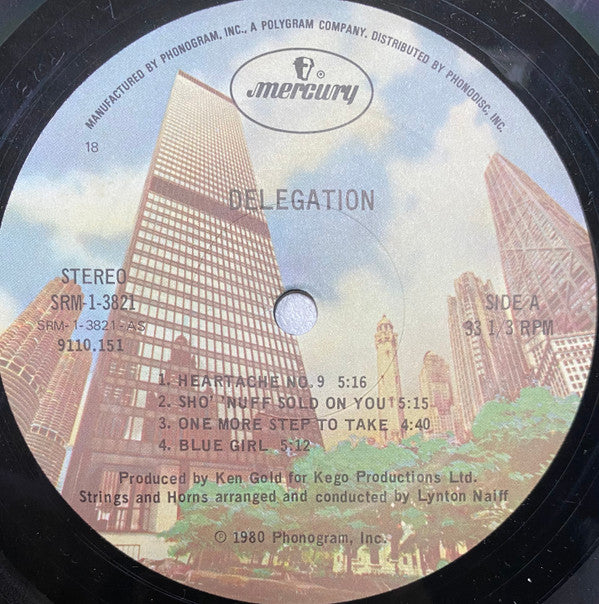 MANUFACTURED BY PHONOGRAM, INC., A POLYGRAM COMPANY. DISTRIBUTED BY PHONODISC, INC.
®
mercury
18
DELEGATION
STEREO
SRM-1-3821
SRM-1-3821-AS
9110.151
SIDE A
33 1/3 RPM
1. HEARTACHE NO. 9 5:16
2. SHO' 'NUFF SOLD ON YOU 5:15
3. ONE MORE STEP TO TAKE 4:40
4. BLUE GIRL 5:12
Produced by Ken Gold for Kego Productions Ltd.
Strings and Horns arranged and conducted by Lynton Naiff
℗ 1980 Phonogram, Inc.